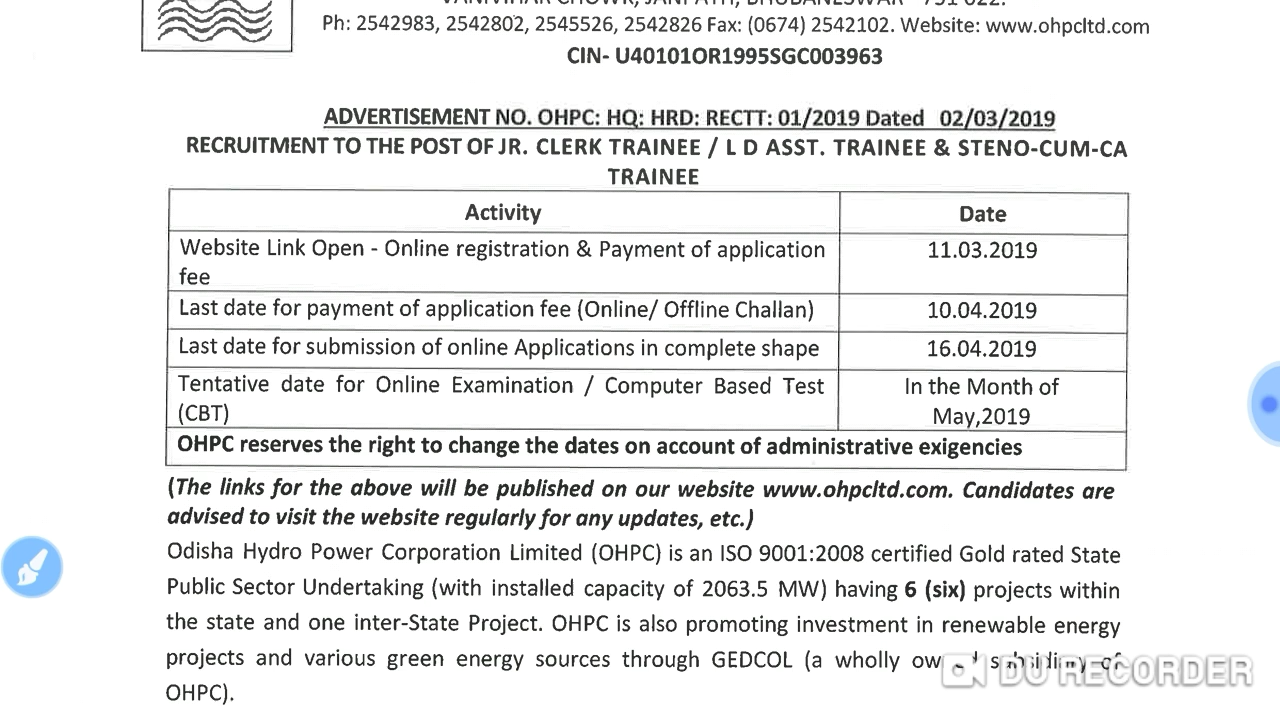 Ph: 2542983, 2542802, 2545526, 2542826 Fax: (0674) 2542102. Website: www.ohpcltd.com
CIN- U40101OR1995SGC003963
ADVERTISEMENT NO. OHPC: HQ: HRD: RECTT: 01/2019 Dated 02/03/2019
RECRUITMENT TO THE POST OF JR. CLERK TRAINEE / L D ASST. TRAINEE & STENO-CUM-CA
TRAINEE
Activity Date
Website Link Open - Online registration & Payment of application 11.03.2019
fee
Last date for payment of application fee (Online/ Offline Challan) 10.04.2019
Last date for submission of online Applications in complete shape 16.04.2019
Tentative date for Online Examination / Computer Based Test In the Month of
(CBT) May,2019
OHPC reserves the right to change the dates on account of administrative exigencies
(The links for the above will be published on our website www.ohpcltd.com. Candidates are
advised to visit the website regularly for any updates, etc.)
Odisha Hydro Power Corporation Limited (OHPC) is an ISO 9001:2008 certified Gold rated State
Public Sector Undertaking (with installed capacity of 2063.5 MW) having 6 (six) projects within
the state and one inter-State Project. OHPC is also promoting investment in renewable energy
projects and various green energy sources through GEDCOL (a wholly owned subsidiary of
OHPC).
DU RECORDER